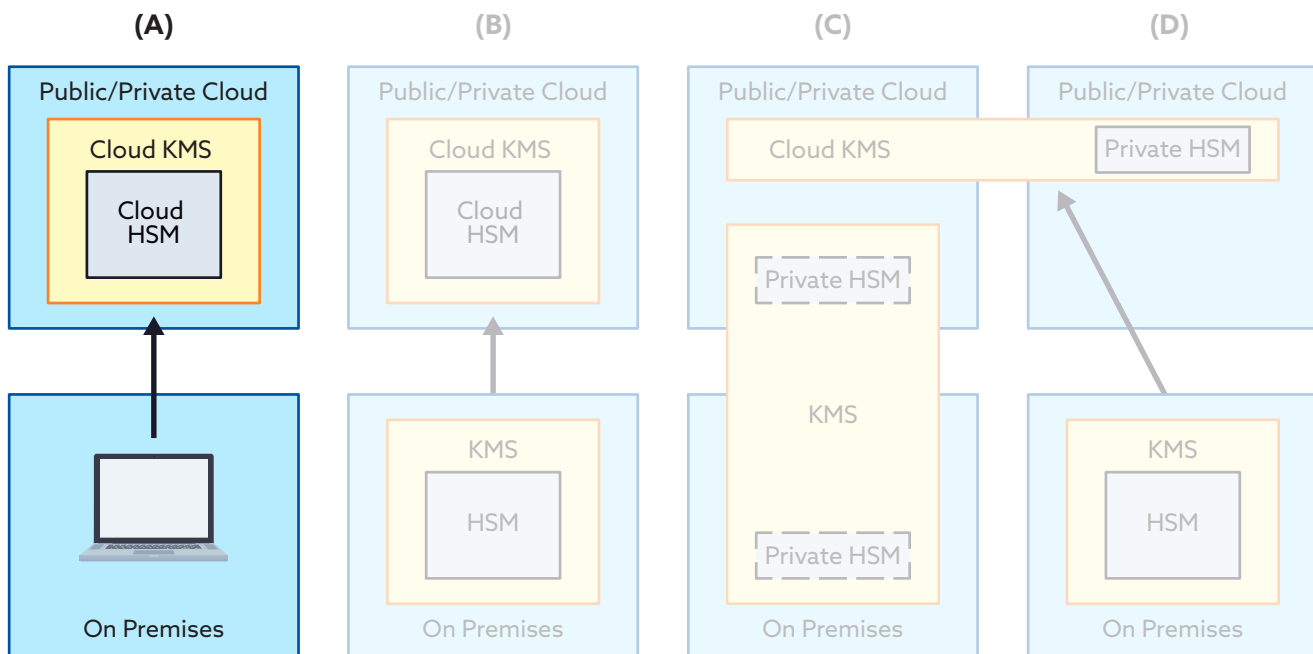 (A)
Public/Private Cloud
Cloud KMS
Cloud
HSM
On Premises
(B)
Public/Private Cloud
Cloud KMS
Cloud
HSM
KMS
HSM
On Premises
(C)
Public/Private Cloud
Cloud KMS
Private HSM
KMS
Private HSM
On Premises
(D)
Public/Private Cloud
Private HSM
KMS
HSM
On Premises